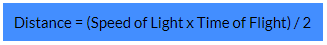 Distance = (Speed of Light x Time of Flight) / 2